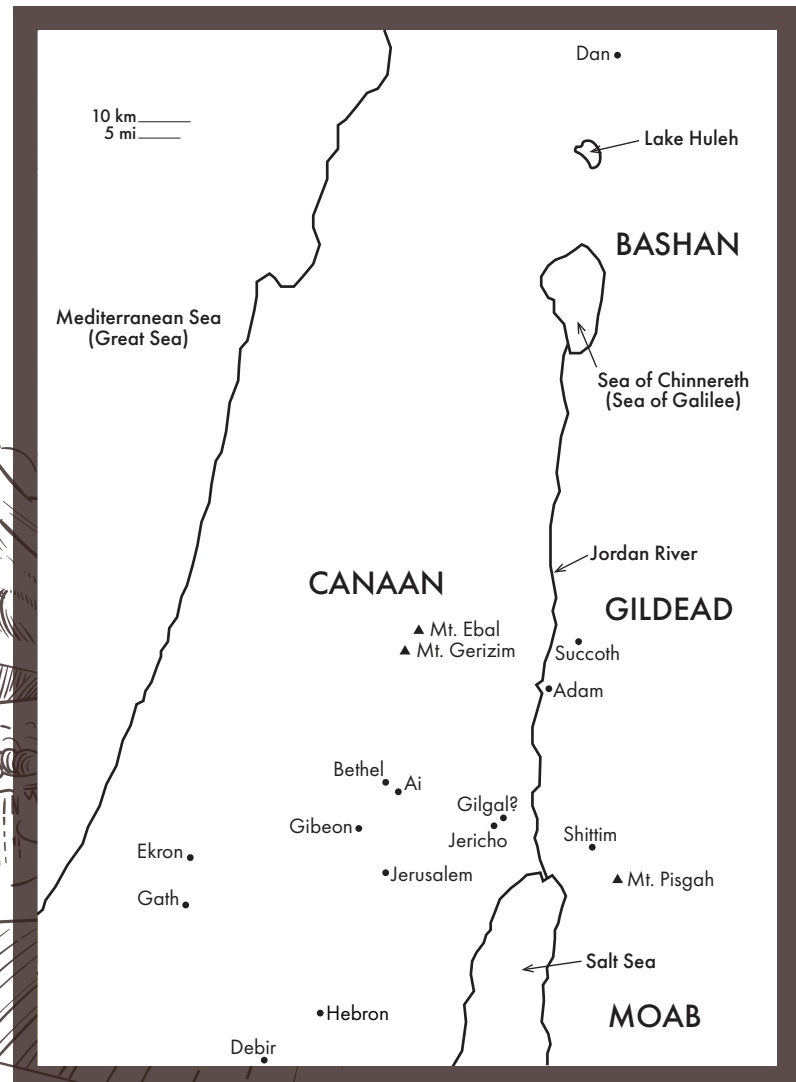 Dan
10 km
5 mi
Lake Huleh
BASHAN
Mediterranean Sea
(Great Sea)
Sea of Chinnereth
(Sea of Galilee)
Jordan River
CANAAN
GILDEAD
Mt. Ebal
Mt. Gerizim
Succoth
Adam
Bethel
Ai
Gilgal?
Gibeon
Jericho
Shittim
Ekron
Jerusalem
Mt. Pisgah
Gath
Salt Sea
Hebron
MOAB
Debir